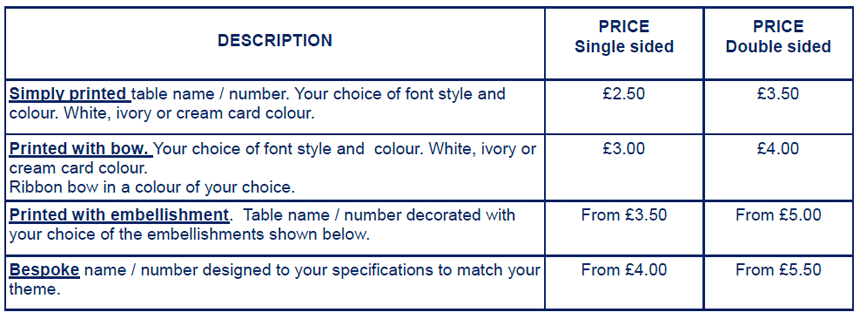 DESCRIPTION
PRICE
Single sided
PRICE
Double sided
Simply printed table name / number. Your choice of font style and
colour. White, ivory or cream card colour.
£2.50
£3.50
Printed with bow. Your choice of font style and  colour. White, ivory or
cream card colour.
Ribbon bow in a colour of your choice.
£3.00
£4.00
Printed with embellishment.  Table name / number decorated with
your choice of the embellishments shown below.
From £3.50
From £5.00
Bespoke name / number designed to your specifications to match your
theme.
From £4.00
From £5.50